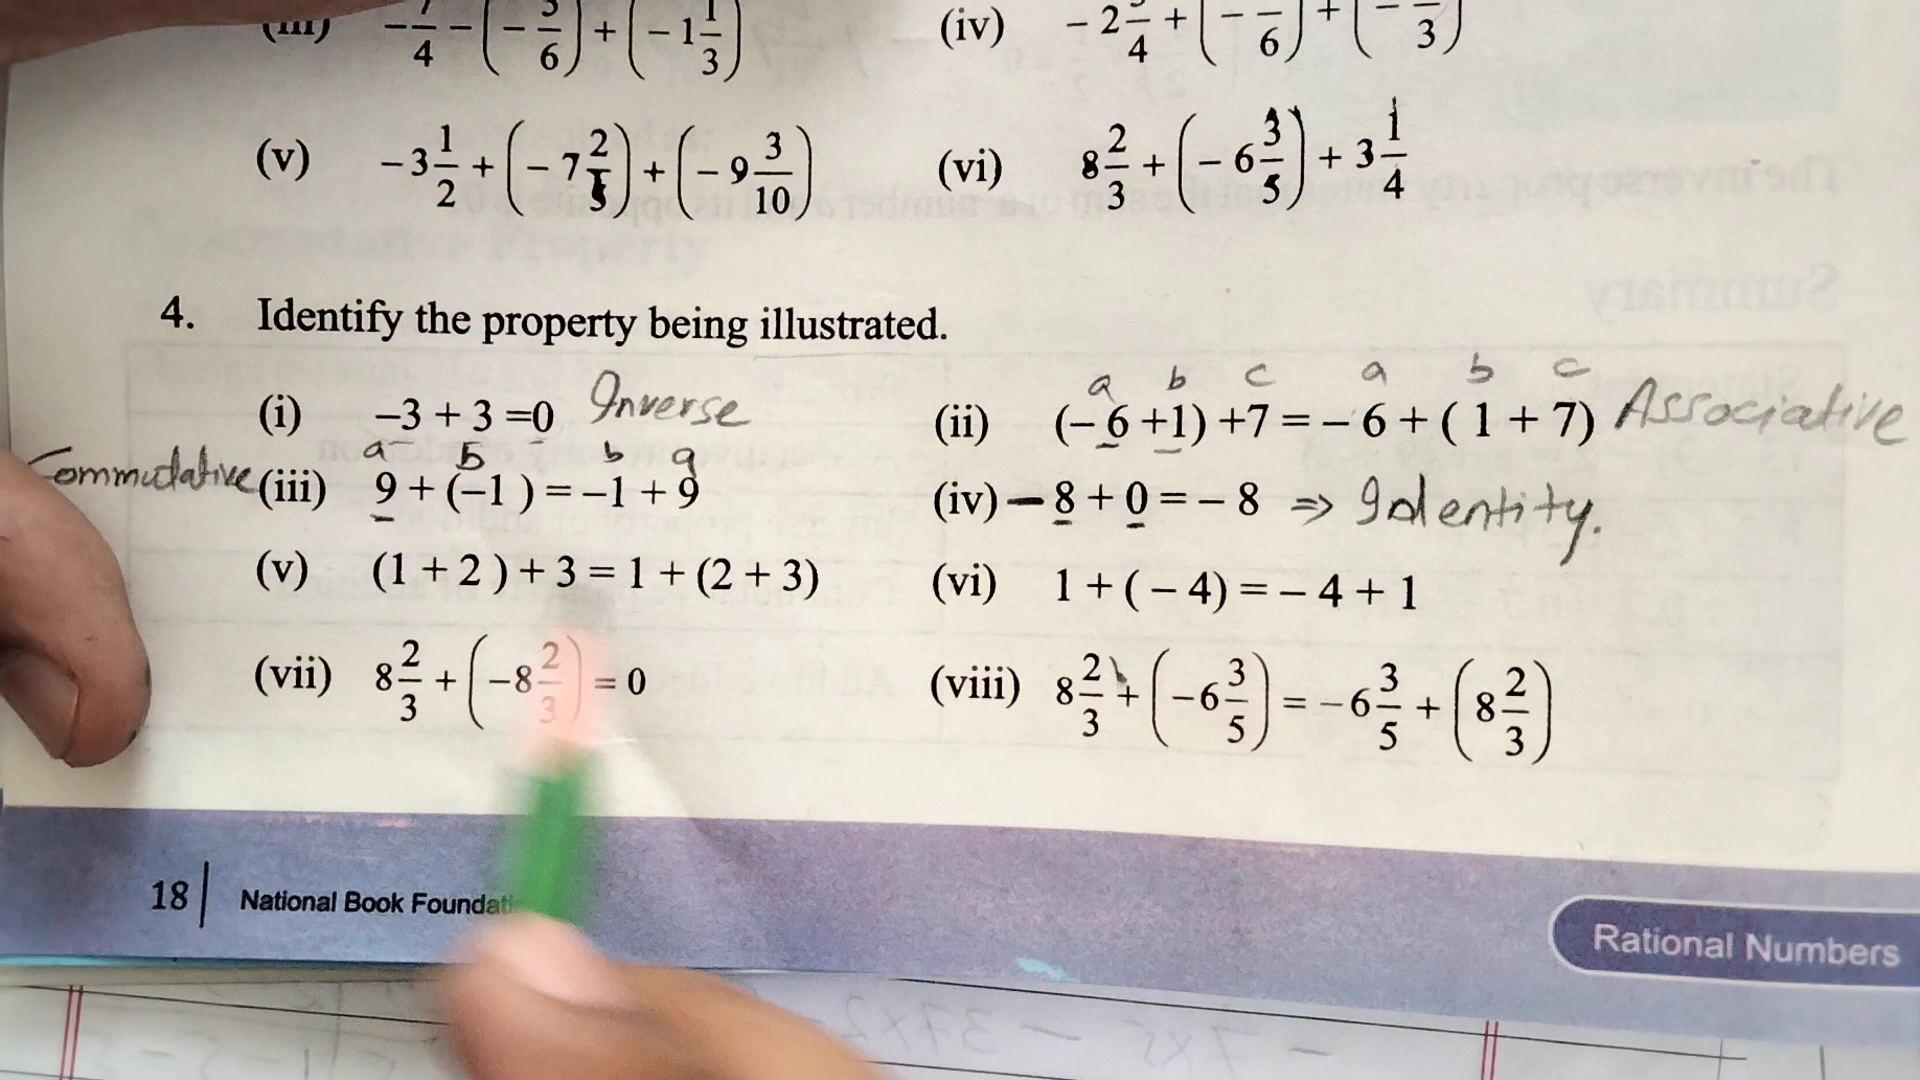 (iii) -7/4 - (-5/6) + (-1 1/3)
(iv) -2 /4 + (- /6) + (- /3)
(v) -3 1/2 + (-7 2/5) + (-9 3/10)
(vi) 8 2/3 + (-6 3/5) + 3 1/4
4. Identify the property being illustrated.
a b c a b c
(i) -3 + 3 =0 Inverse
(ii) (-6 +1) +7 = -6 + ( 1 + 7) Associative
a b b a
Commutative (iii) 9 + (-1 ) = -1 + 9
(iv) -8 + 0 = - 8 ⇒ Identity.
(v) (1 + 2 ) + 3 = 1 + (2 + 3)
(vi) 1 + ( - 4) = - 4 + 1
(vii) 8 2/3 + (-8 2/3) = 0
(viii) 8 2/3 + (-6 3/5) = -6 3/5 + (8 2/3)
18 | National Book Foundati
Rational Numbers